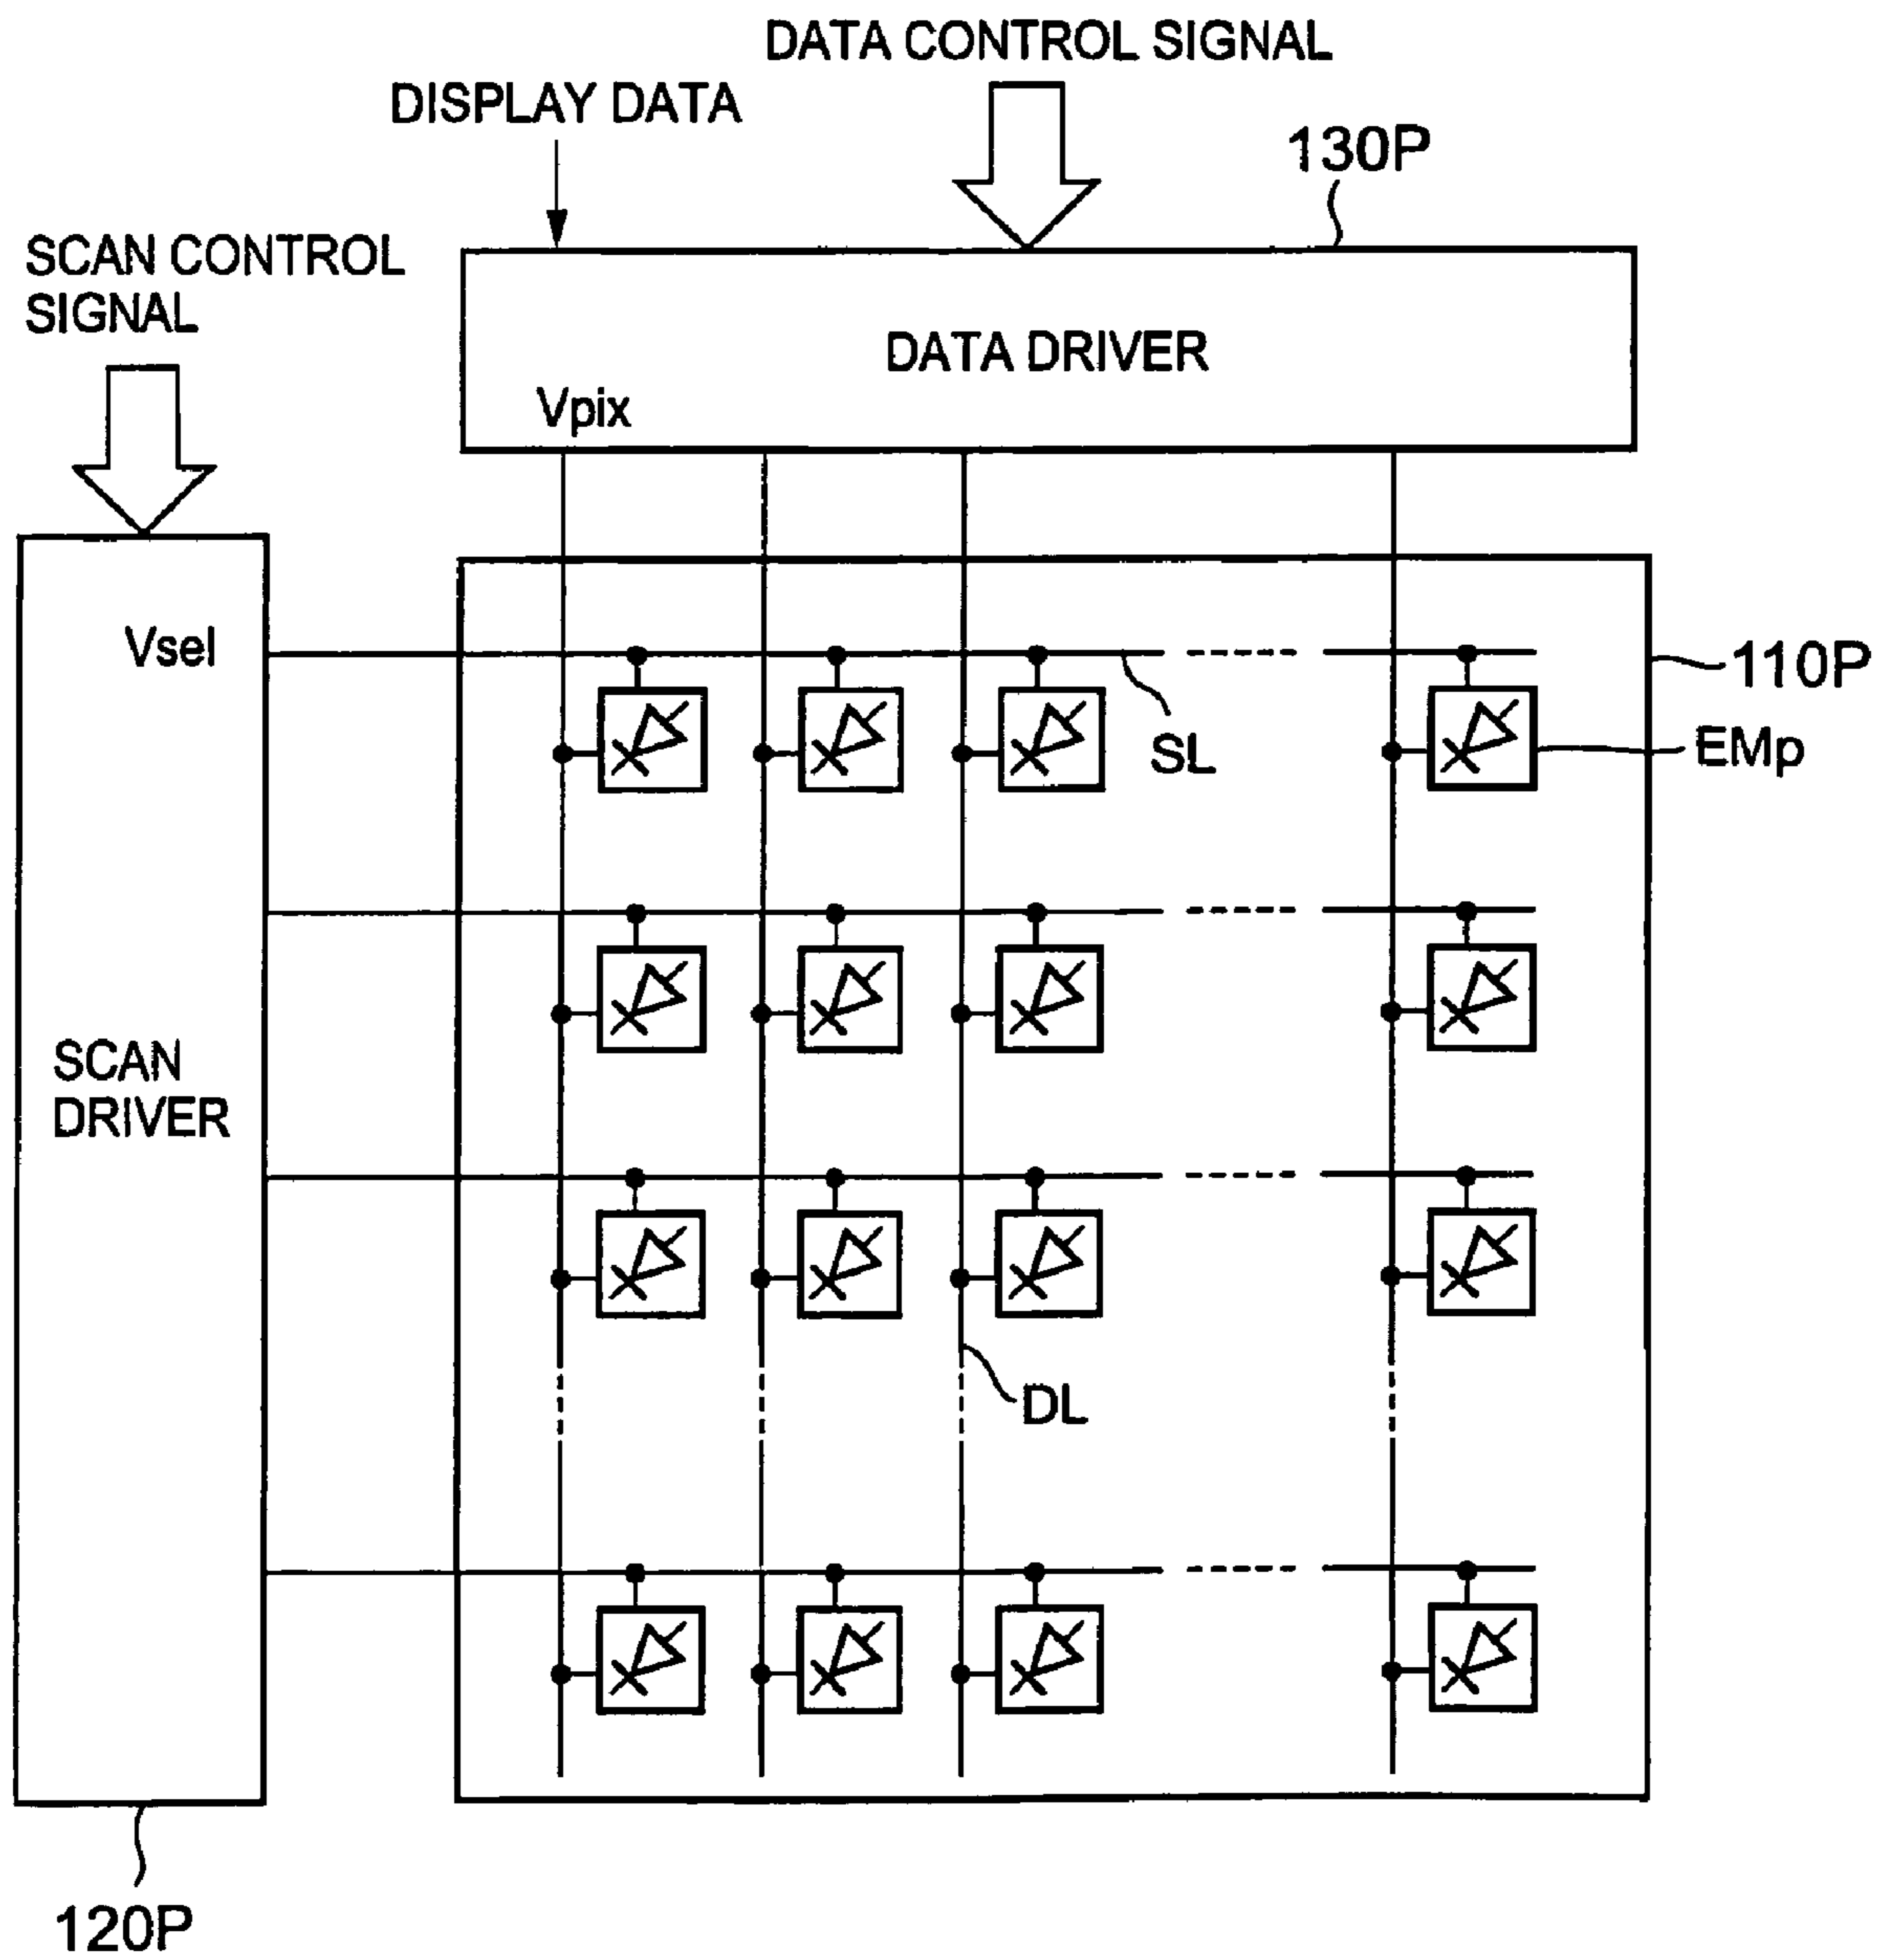 DATA CONTROL SIGNAL
DISPLAY DATA
130P
SCAN CONTROL
SIGNAL
DATA DRIVER
Vpix
Vsel
110P
SL
EMp
SCAN
DRIVER
DL
120P